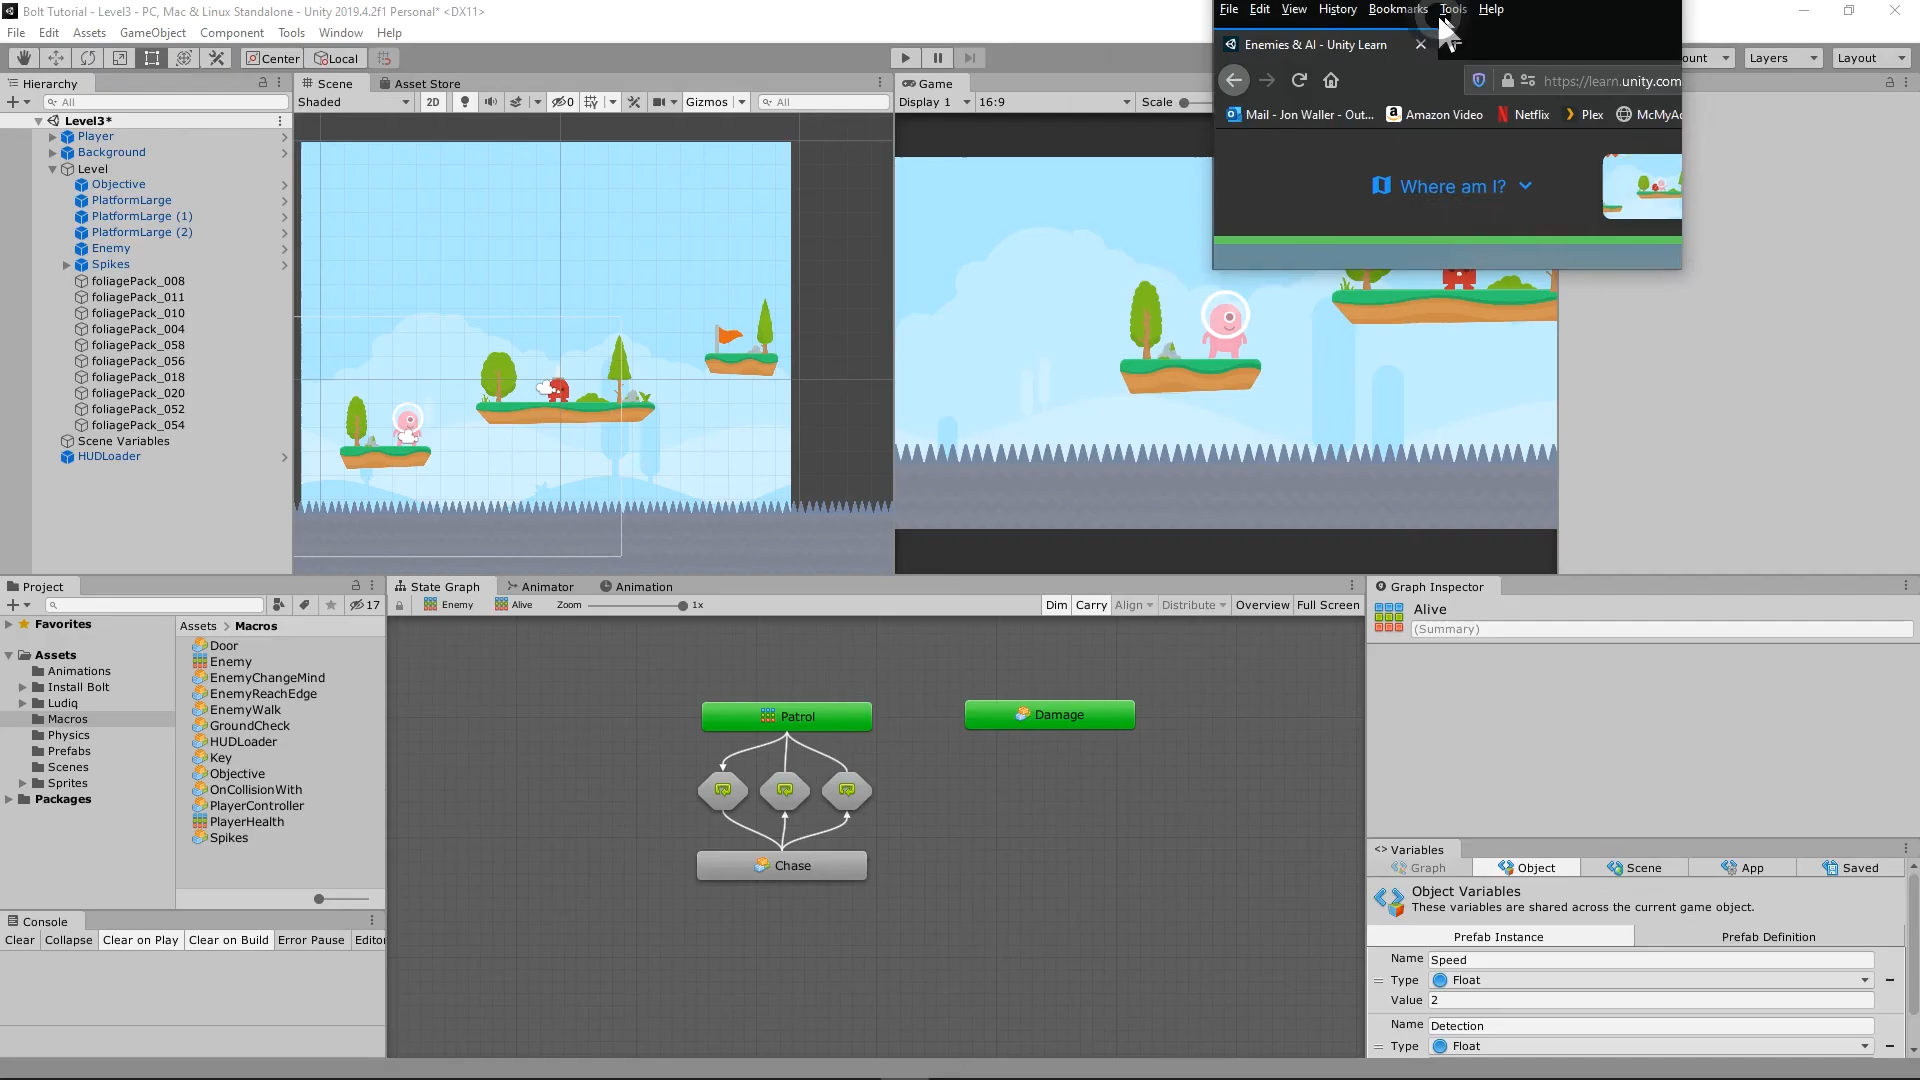 Bolt Tutorial - Level3 - PC, Mac & Linux Standalone - Unity 2019.4.2f1 Personal* <DX11>
File Edit Assets GameObject Component Tools Window Help
Center Local
Layers Layout
File Edit View History Bookmarks Tools Help
Enemies & AI - Unity Learn
https://learn.unity.com
Mail - Jon Waller - Out... Amazon Video Netflix Plex McMyAc
Where am I?
Hierarchy
All
Level3*
Player
Background
Level
Objective
PlatformLarge
PlatformLarge (1)
PlatformLarge (2)
Enemy
Spikes
foliagePack_008
foliagePack_011
foliagePack_010
foliagePack_004
foliagePack_058
foliagePack_056
foliagePack_018
foliagePack_020
foliagePack_052
foliagePack_054
Scene Variables
HUDLoader
Scene Asset Store
Shaded 2D 0 Gizmos All
Game
Display 1 16:9 Scale
Project
17
Favorites
Assets
Animations
Install Bolt
Ludiq
Macros
Physics
Prefabs
Scenes
Sprites
Packages
Assets > Macros
Door
Enemy
EnemyChangeMind
EnemyReachEdge
EnemyWalk
GroundCheck
HUDLoader
Key
Objective
OnCollisionWith
PlayerController
PlayerHealth
Spikes
Console
Clear Collapse Clear on Play Clear on Build Error Pause Editor
State Graph Animator Animation
Enemy Alive Zoom 1x Dim Carry Align Distribute Overview Full Screen
Patrol
Damage
Chase
Graph Inspector
Alive
(Summary)
<> Variables
Graph Object Scene App Saved
Object Variables
These variables are shared across the current game object.
Prefab Instance Prefab Definition
Name Speed
Type Float
Value 2
Name Detection
Type Float